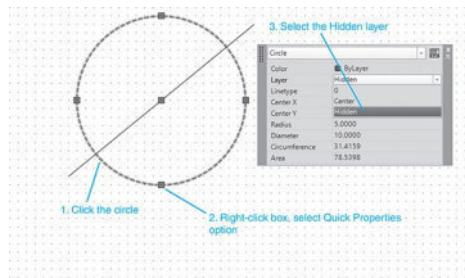 3. Select the Hidden layer
Circle
Color ByLayer
Layer Hidden
Linetype 0
Center X Center
Center Y Hidden
Radius 5.0000
Diameter 10.0000
Circumference 31.4159
Area 78.5398
1. Click the circle
2. Right-click box, select Quick Properties
option